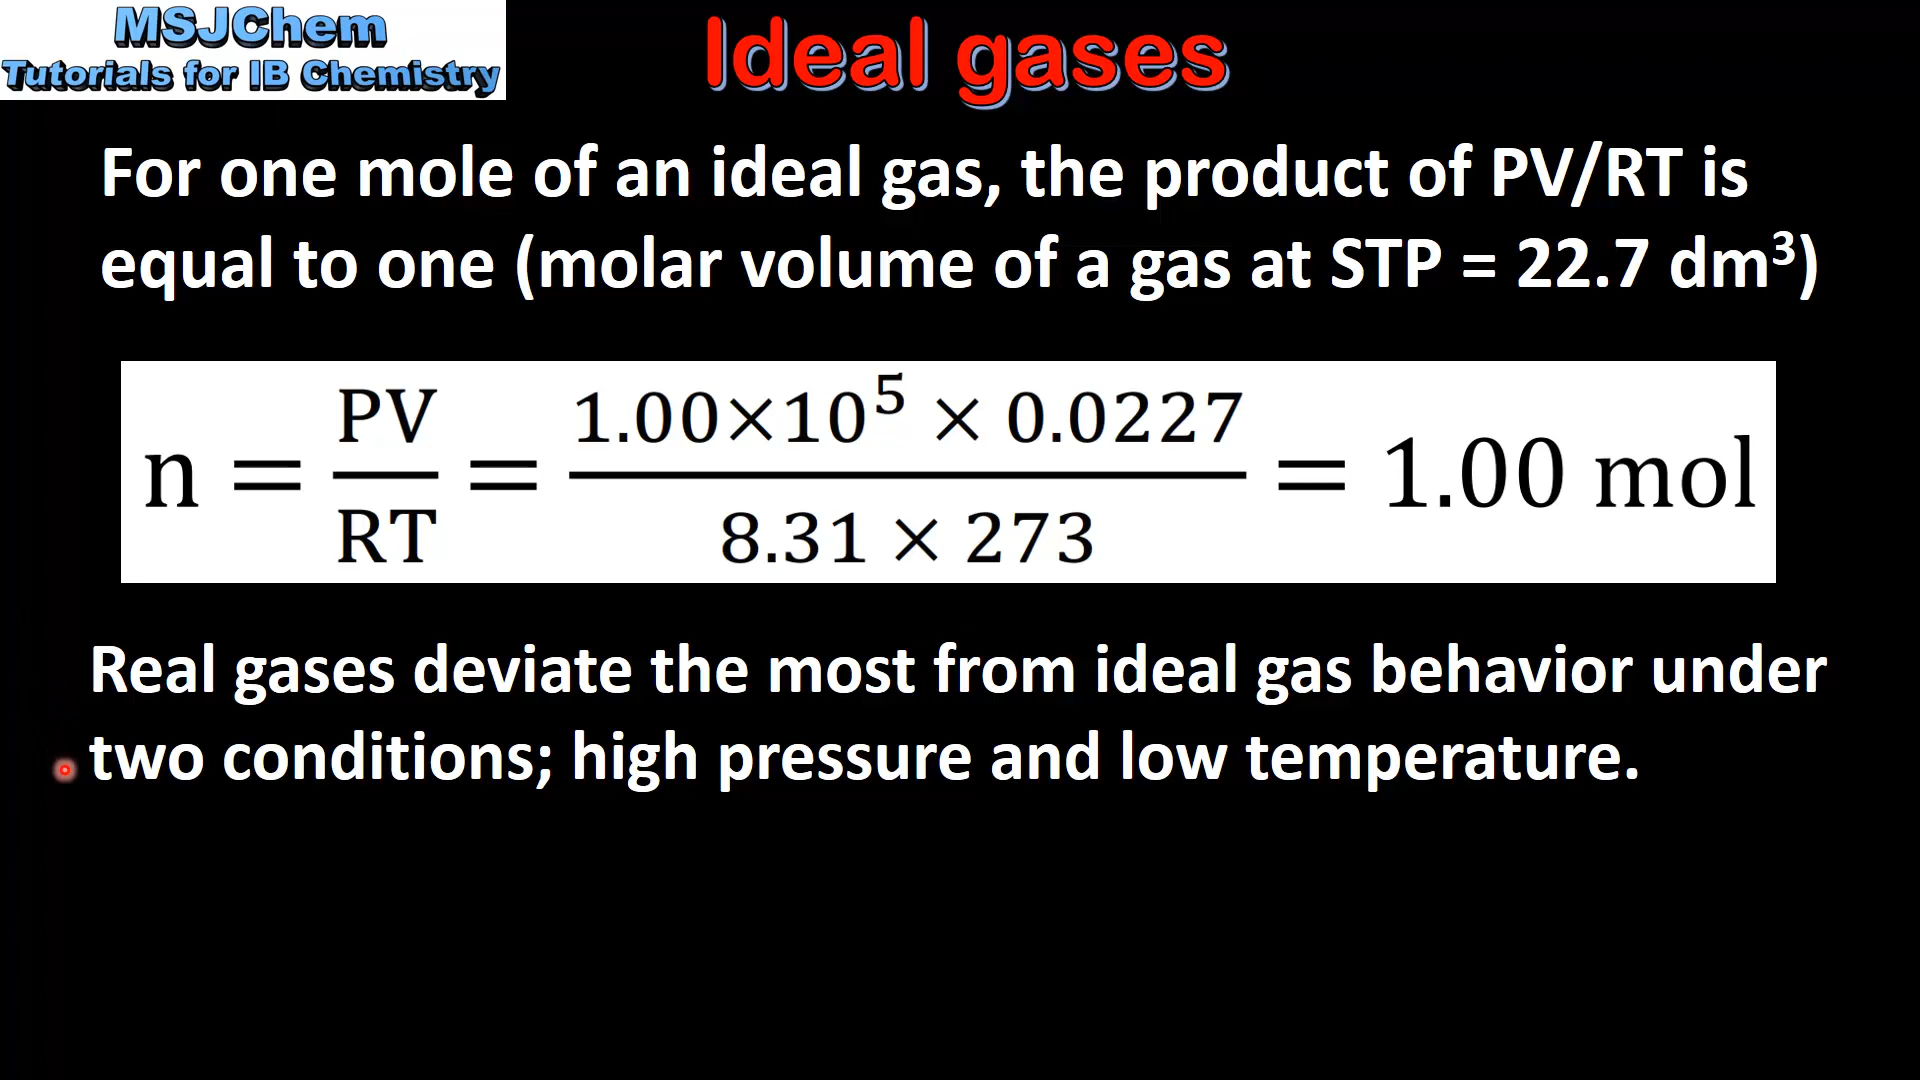 MSJChem
Tutorials for IB Chemistry
Ideal gases
For one mole of an ideal gas, the product of PV/RT is
equal to one (molar volume of a gas at STP = 22.7 dm³)
n = PV/RT = 1.00×10⁵ × 0.0227 / 8.31 × 273 = 1.00 mol
Real gases deviate the most from ideal gas behavior under
two conditions; high pressure and low temperature.